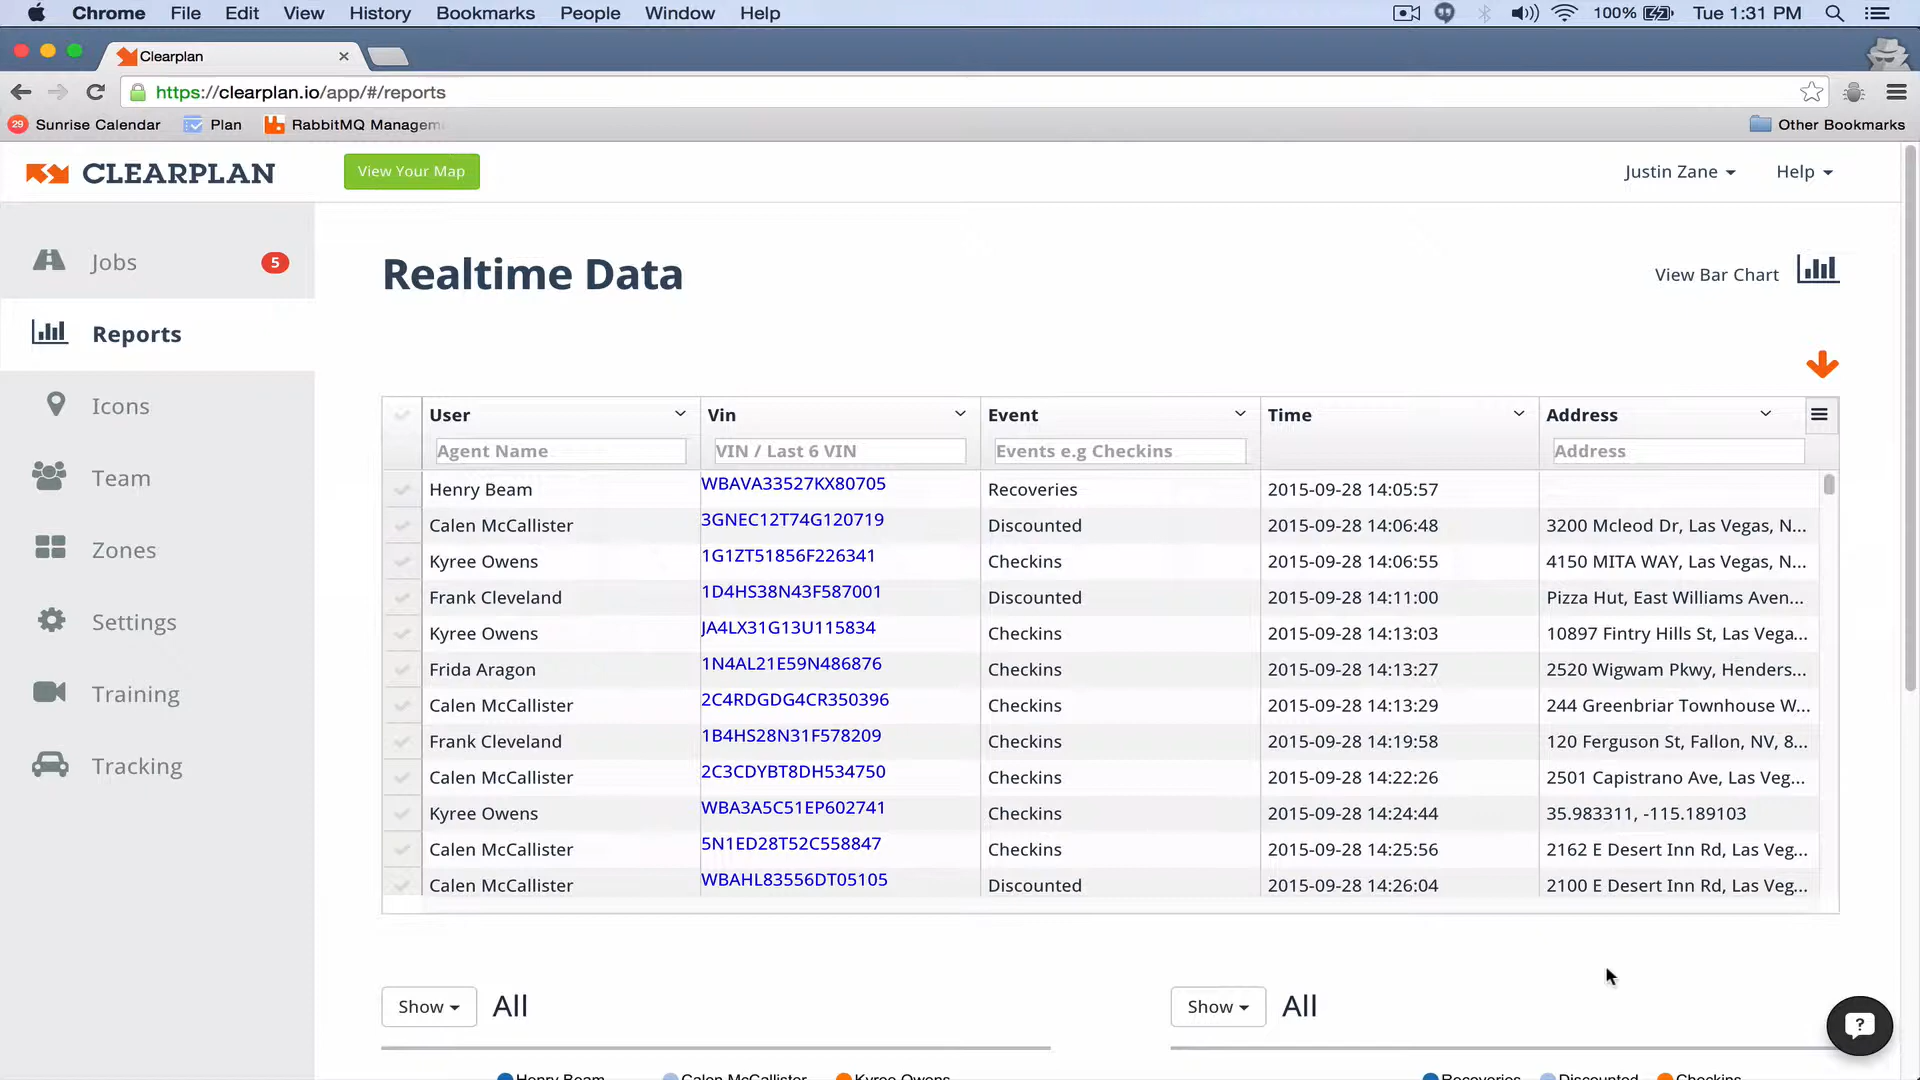 Chrome File Edit View History Bookmarks People Window Help 100% Tue 1:31 PM
Clearplan
https://clearplan.io/app/#/reports
29 Sunrise Calendar Plan RabbitMQ Managem Other Bookmarks
CLEARPLAN View Your Map Justin Zane Help
Jobs 5
Reports
Icons
Team
Zones
Settings
Training
Tracking
Realtime Data
View Bar Chart
User Vin Event Time Address
Agent Name VIN / Last 6 VIN Events e.g Checkins Address
Henry Beam WBAVA33527KX80705 Recoveries 2015-09-28 14:05:57
Calen McCallister 3GNEC12T74G120719 Discounted 2015-09-28 14:06:48 3200 Mcleod Dr, Las Vegas, N...
Kyree Owens 1G1ZT51856F226341 Checkins 2015-09-28 14:06:55 4150 MITA WAY, Las Vegas, N...
Frank Cleveland 1D4HS38N43F587001 Discounted 2015-09-28 14:11:00 Pizza Hut, East Williams Aven...
Kyree Owens JA4LX31G13U115834 Checkins 2015-09-28 14:13:03 10897 Fintry Hills St, Las Vega...
Frida Aragon 1N4AL21E59N486876 Checkins 2015-09-28 14:13:27 2520 Wigwam Pkwy, Henders...
Calen McCallister 2C4RDGDG4CR350396 Checkins 2015-09-28 14:13:29 244 Greenbriar Townhouse W...
Frank Cleveland 1B4HS28N31F578209 Checkins 2015-09-28 14:19:58 120 Ferguson St, Fallon, NV, 8...
Calen McCallister 2C3CDYBT8DH534750 Checkins 2015-09-28 14:22:26 2501 Capistrano Ave, Las Veg...
Kyree Owens WBA3A5C51EP602741 Checkins 2015-09-28 14:24:44 35.983311, -115.189103
Calen McCallister 5N1ED28T52C558847 Checkins 2015-09-28 14:25:56 2162 E Desert Inn Rd, Las Veg...
Calen McCallister WBAHL83556DT05105 Discounted 2015-09-28 14:26:04 2100 E Desert Inn Rd, Las Veg...
Show All Show All
Henry Beam Calen McCallister Kyree Owens Recoveries Discounted Checkins